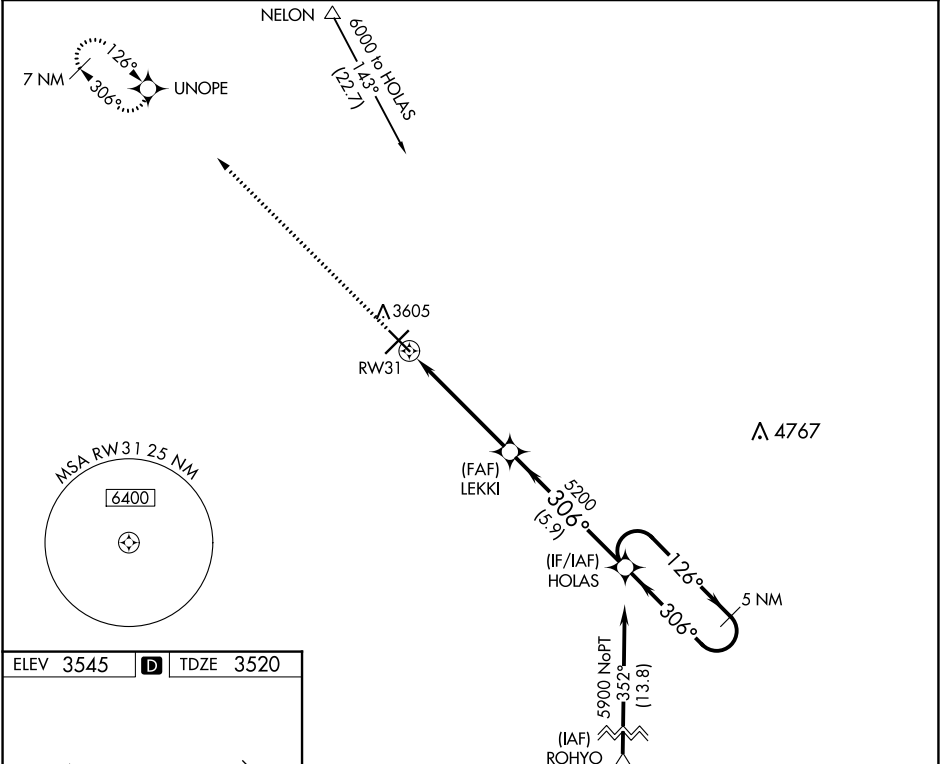 NELON
6000 to HOLAS
143°
(22.7)
126°
7 NM
306°
UNOPE
3605
RW31
4767
MSA RW31 25 NM
6400
(FAF)
LEKKI
5200
306°
(5.9)
(IF/IAF)
HOLAS
126°
5 NM
306°
5900 NoPT
352°
(13.8)
(IAF)
ROHYO
ELEV 3545 D TDZE 3520